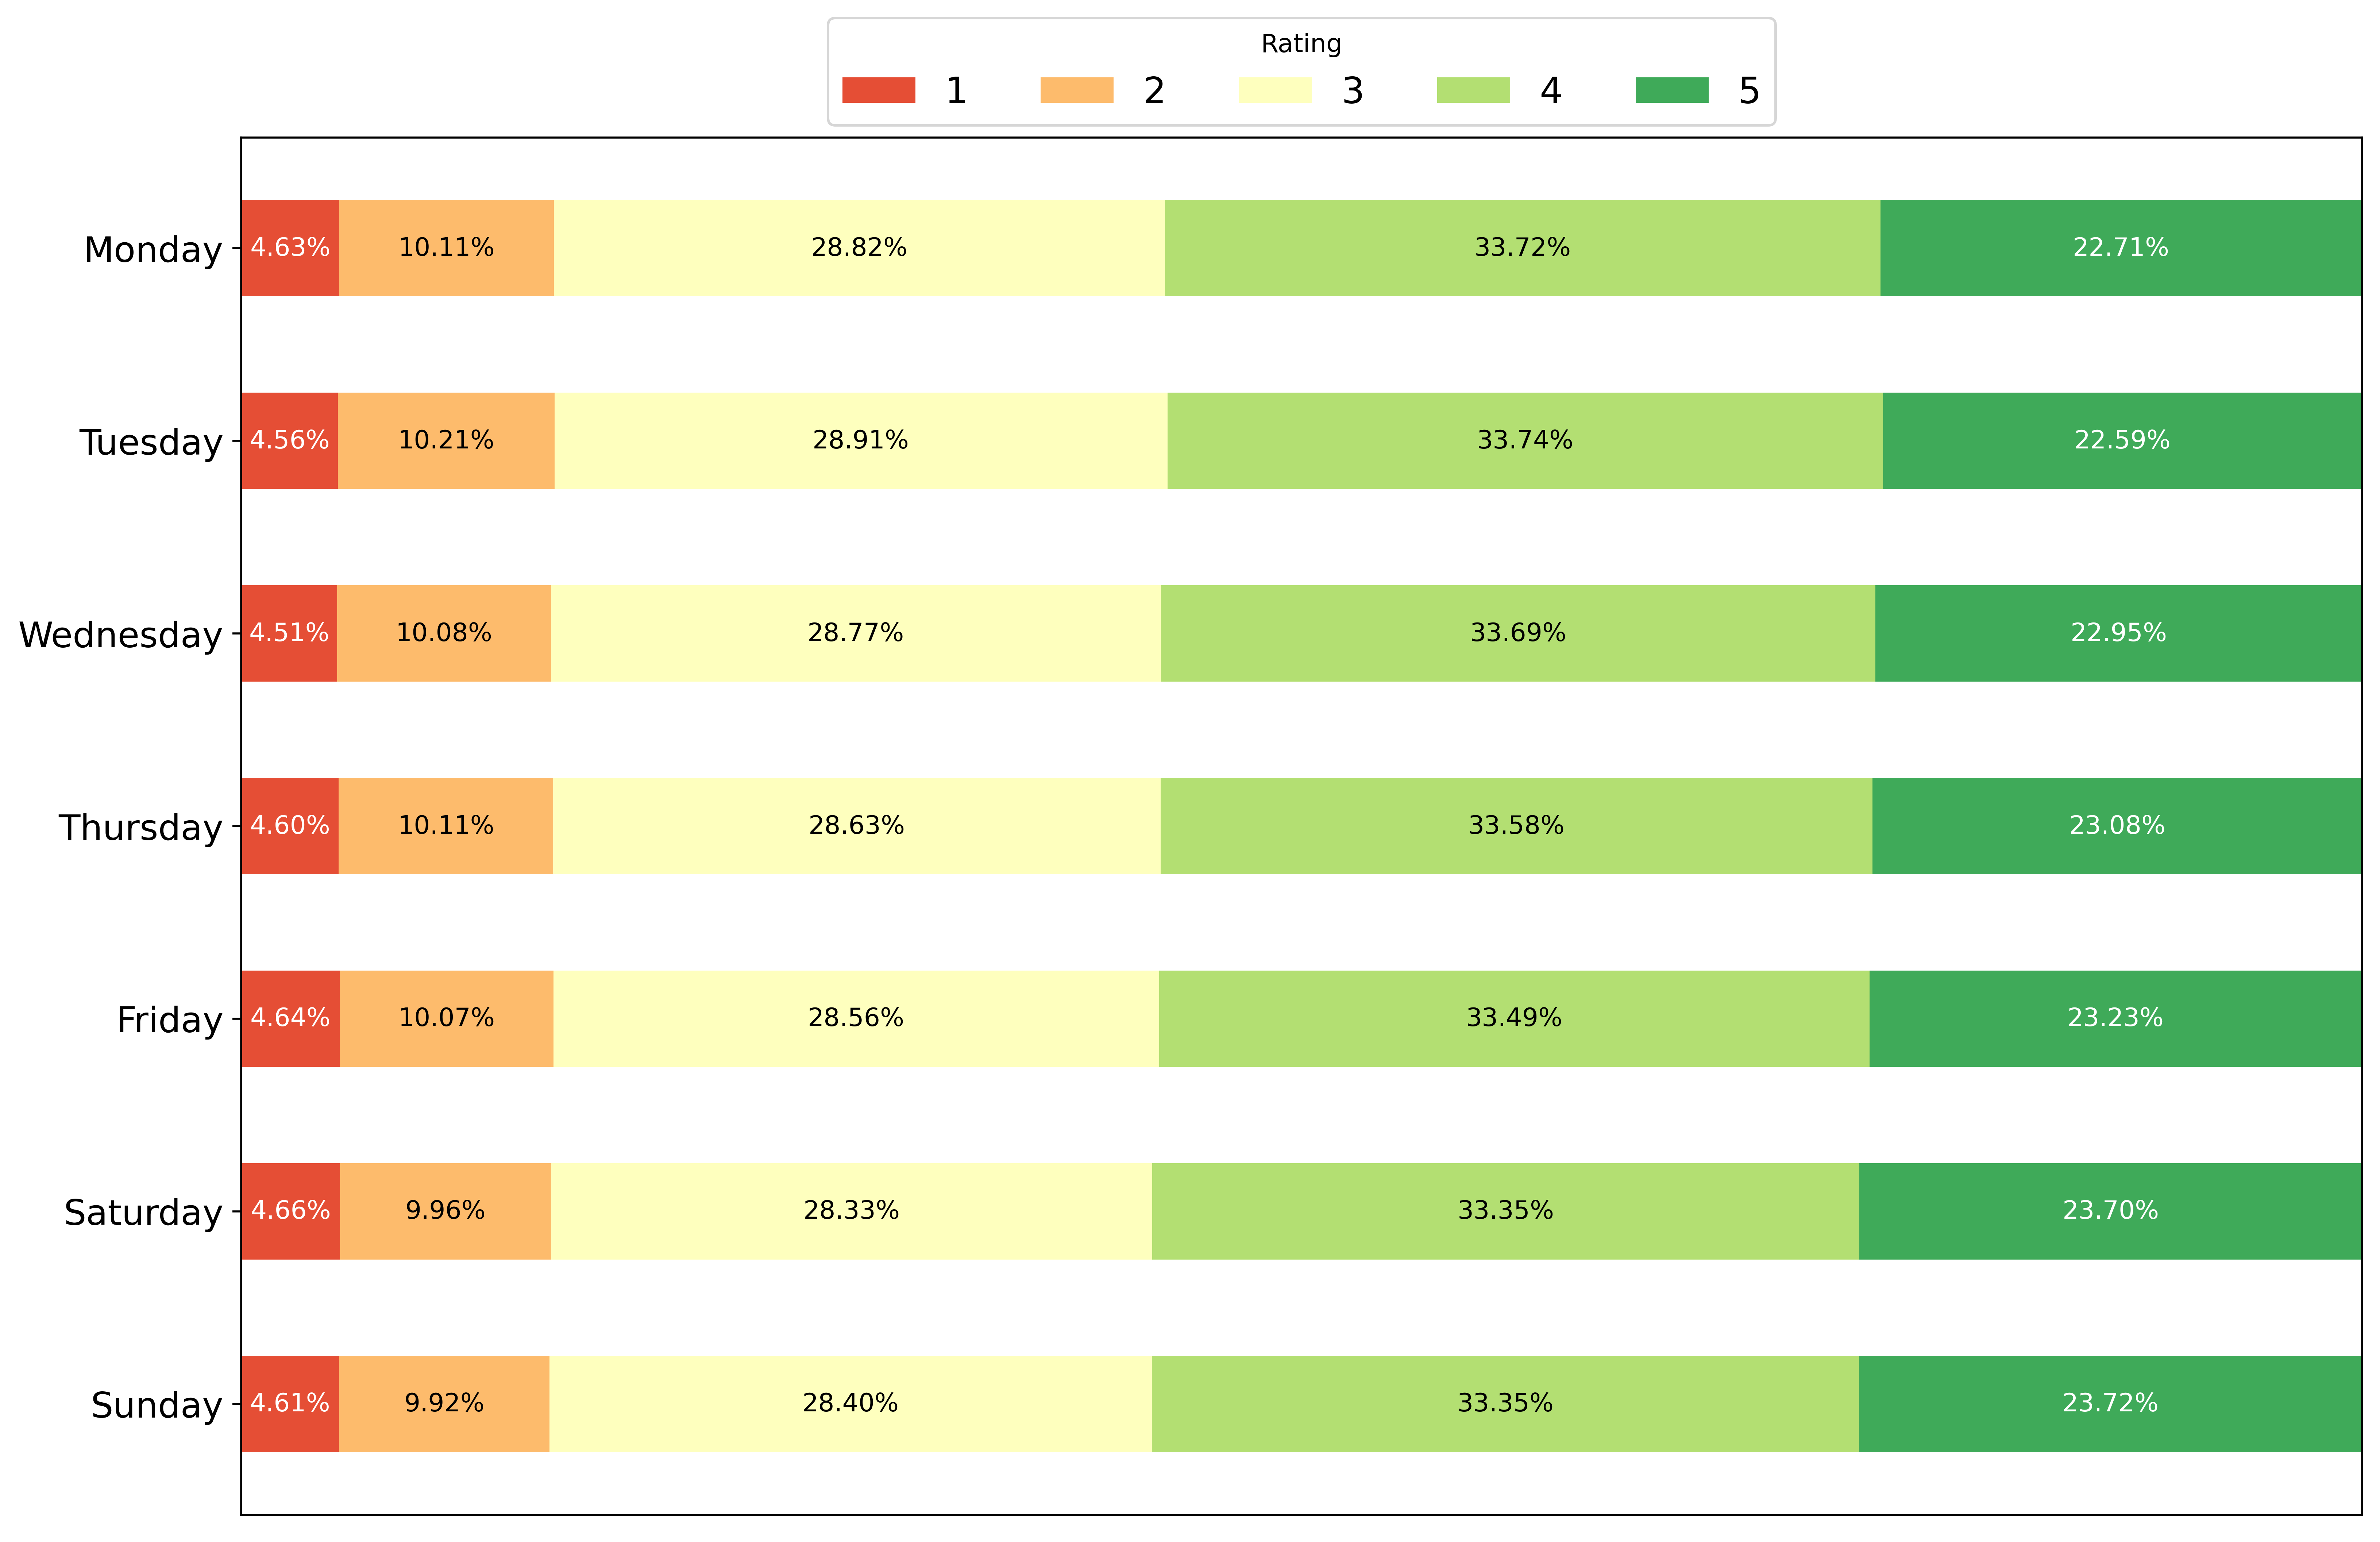 Rating
1 2 3 4 5
Monday 4.63% 10.11% 28.82% 33.72% 22.71%
Tuesday 4.56% 10.21% 28.91% 33.74% 22.59%
Wednesday 4.51% 10.08% 28.77% 33.69% 22.95%
Thursday 4.60% 10.11% 28.63% 33.58% 23.08%
Friday 4.64% 10.07% 28.56% 33.49% 23.23%
Saturday 4.66% 9.96% 28.33% 33.35% 23.70%
Sunday 4.61% 9.92% 28.40% 33.35% 23.72%